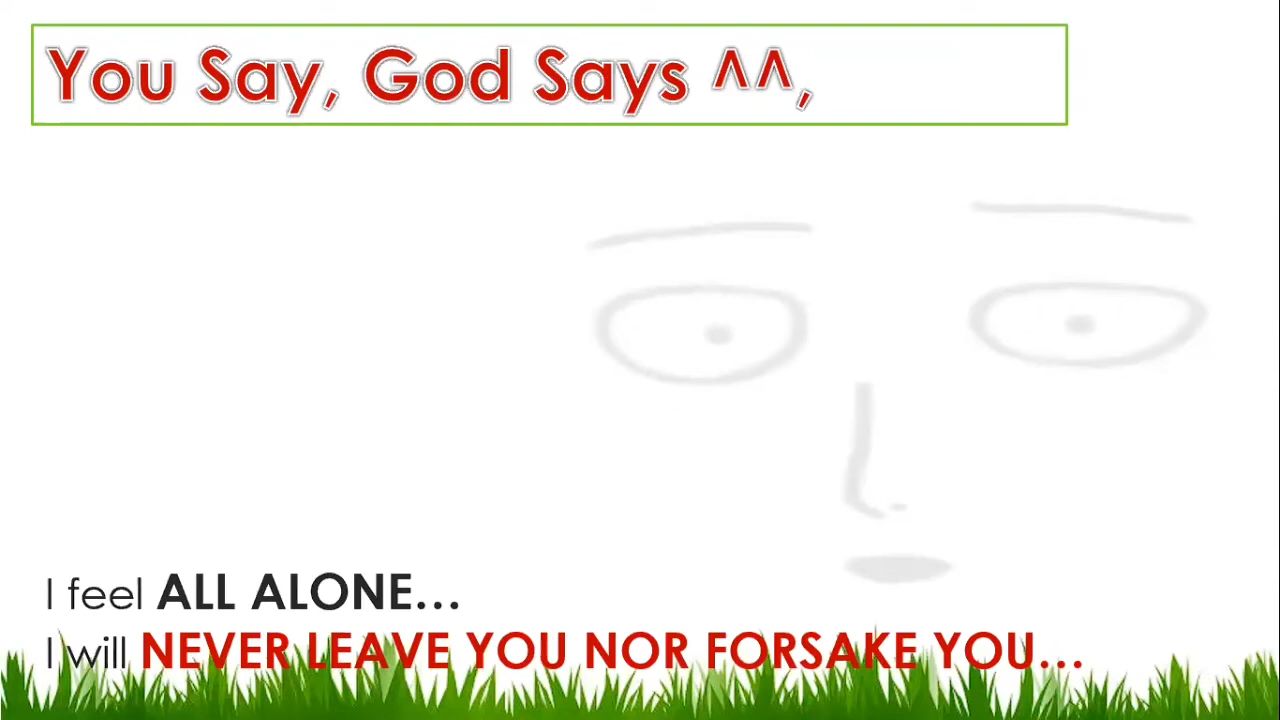 You Say, God Says ^^,
I feel ALL ALONE...
I will NEVER LEAVE YOU NOR FORSAKE YOU...